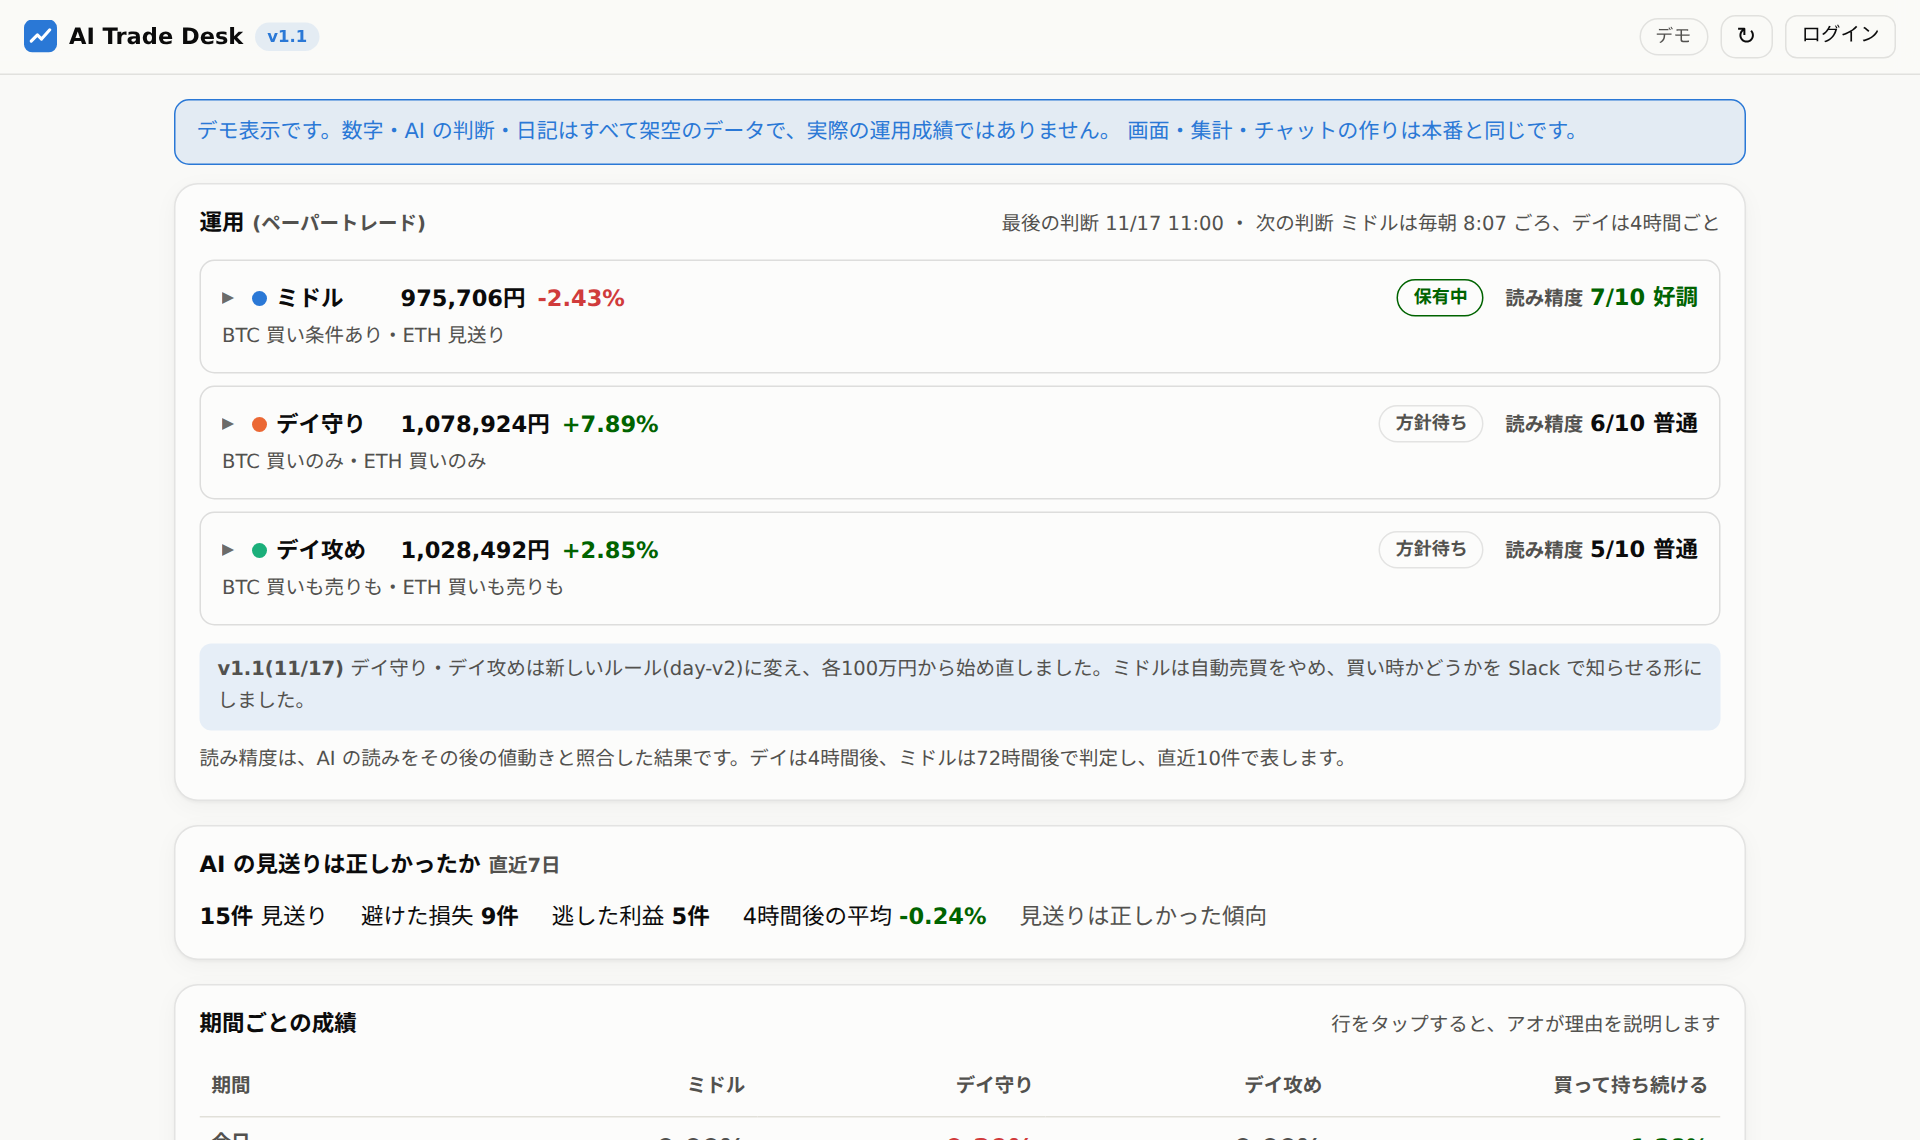 AI Trade Desk v1.1 デモ ↻ ログイン
デモ表示です。数字・AI の判断・日記はすべて架空のデータで、実際の運用成績ではありません。 画面・集計・チャットの作りは本番と同じです。
運用 (ペーパートレード) 最後の判断 11/17 11:00 ・ 次の判断 ミドルは毎朝 8:07 ごろ、デイは4時間ごと
▶ ミドル 975,706円 -2.43% 保有中 読み精度 7/10 好調
BTC 買い条件あり・ETH 見送り
▶ デイ守り 1,078,924円 +7.89% 方針待ち 読み精度 6/10 普通
BTC 買いのみ・ETH 買いのみ
▶ デイ攻め 1,028,492円 +2.85% 方針待ち 読み精度 5/10 普通
BTC 買いも売りも・ETH 買いも売りも
v1.1(11/17) デイ守り・デイ攻めは新しいルール(day-v2)に変え、各100万円から始め直しました。ミドルは自動売買をやめ、買い時かどうかを Slack で知らせる形に
しました。
読み精度は、AI の読みをその後の値動きと照合した結果です。デイは4時間後、ミドルは72時間後で判定し、直近10件で表します。
AI の見送りは正しかったか 直近7日
15件 見送り 避けた損失 9件 逃した利益 5件 4時間後の平均 -0.24% 見送りは正しかった傾向
期間ごとの成績 行をタップすると、アオが理由を説明します
期間 ミドル デイ守り デイ攻め 買って持ち続ける